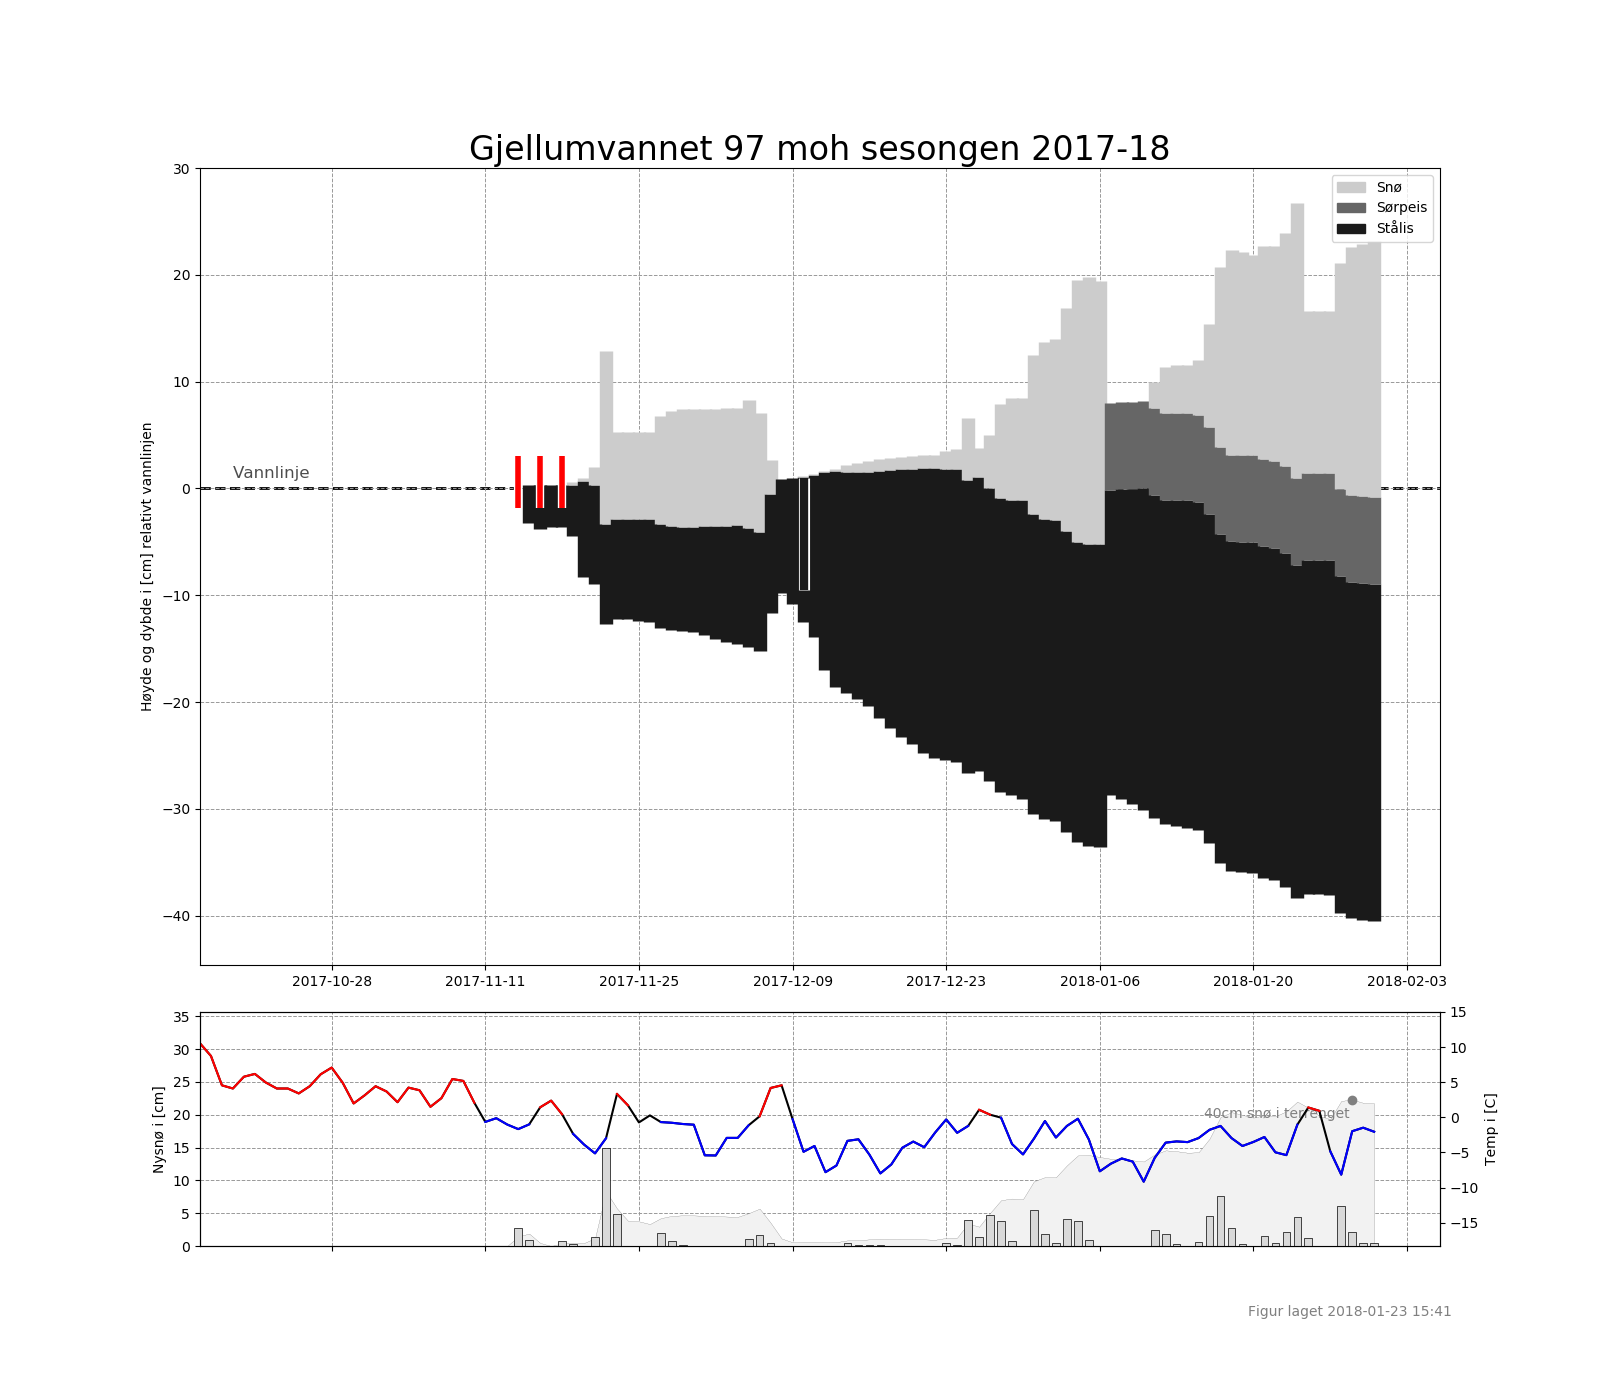 Gjellumvannet 97 moh sesongen 2017-18
30
20
10
0
−10
−20
−30
−40
Høyde og dybde i [cm] relativt vannlinjen
Vannlinje
Snø
Sørpeis
Stålis
2017-10-28 2017-11-11 2017-11-25 2017-12-09 2017-12-23 2018-01-06 2018-01-20 2018-02-03
35
30
25
20
15
10
5
0
Nysnø i [cm]
40cm snø i terrenget
15
10
5
0
−5
−10
−15
Temp i [C]
Figur laget 2018-01-23 15:41